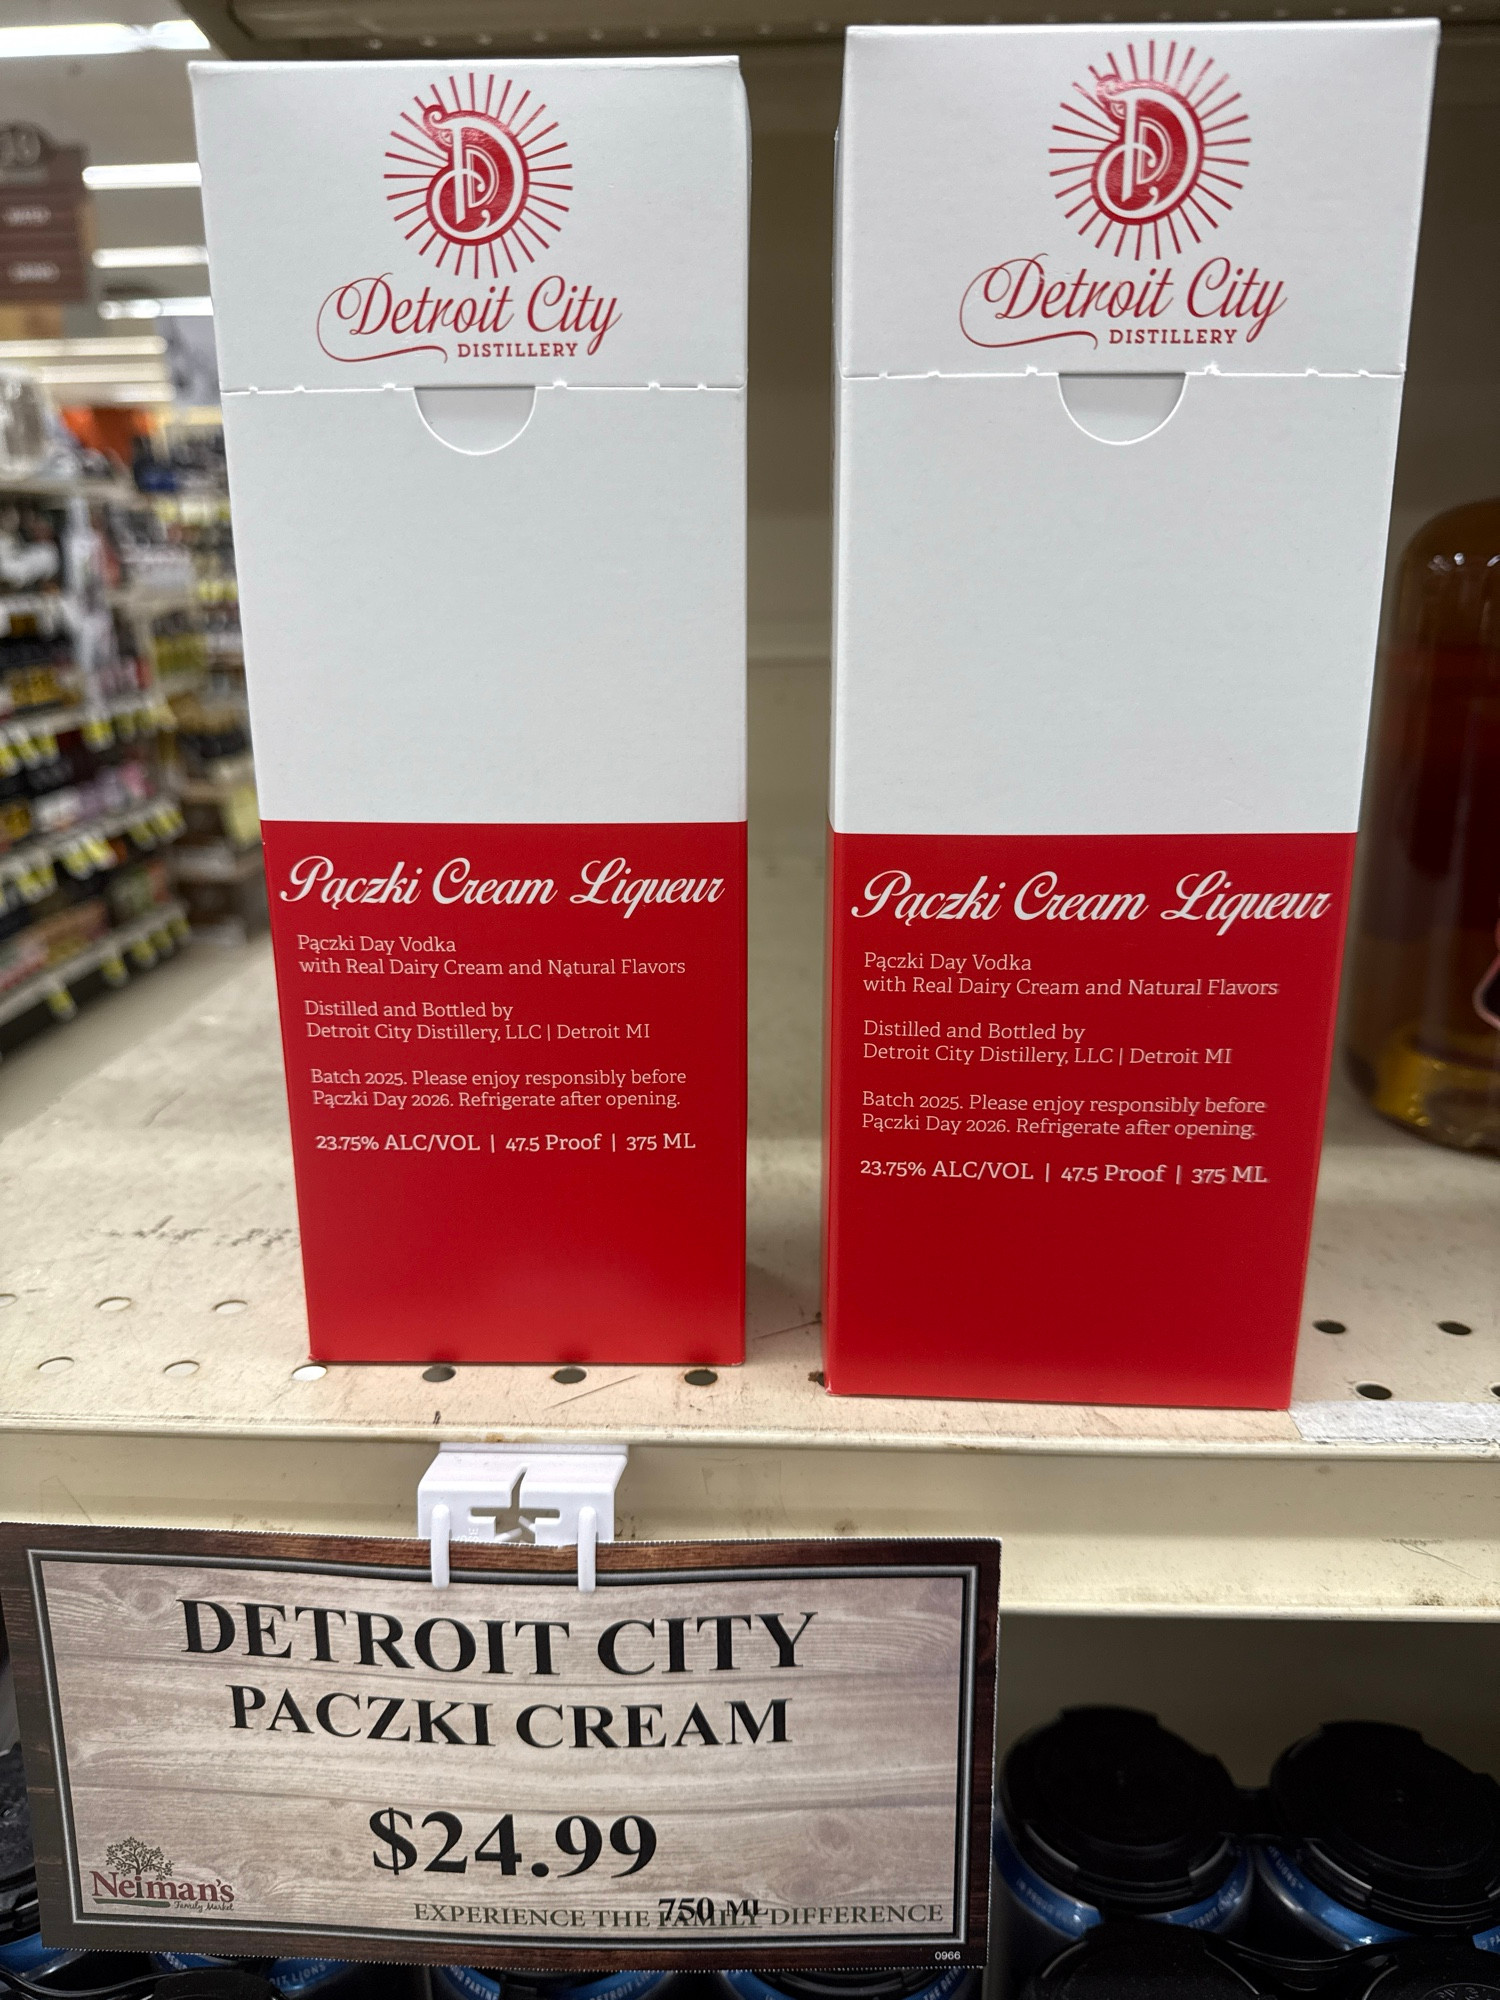 Detroit City
DISTILLERY
Pączki Cream Liqueur
Pączki Day Vodka
with Real Dairy Cream and Natural Flavors
Distilled and Bottled by
Detroit City Distillery, LLC | Detroit MI
Batch 2025. Please enjoy responsibly before
Pączki Day 2026. Refrigerate after opening.
23.75% ALC/VOL | 47.5 Proof | 375 ML
Detroit City
DISTILLERY
Pączki Cream Liqueur
Pączki Day Vodka
with Real Dairy Cream and Natural Flavors
Distilled and Bottled by
Detroit City Distillery, LLC | Detroit MI
Batch 2025. Please enjoy responsibly before
Pączki Day 2026. Refrigerate after opening.
23.75% ALC/VOL | 47.5 Proof | 375 ML
DETROIT CITY
PACZKI CREAM
$24.99
750 ML
Neiman's
Family Market
EXPERIENCE THE FAMILY DIFFERENCE
0966